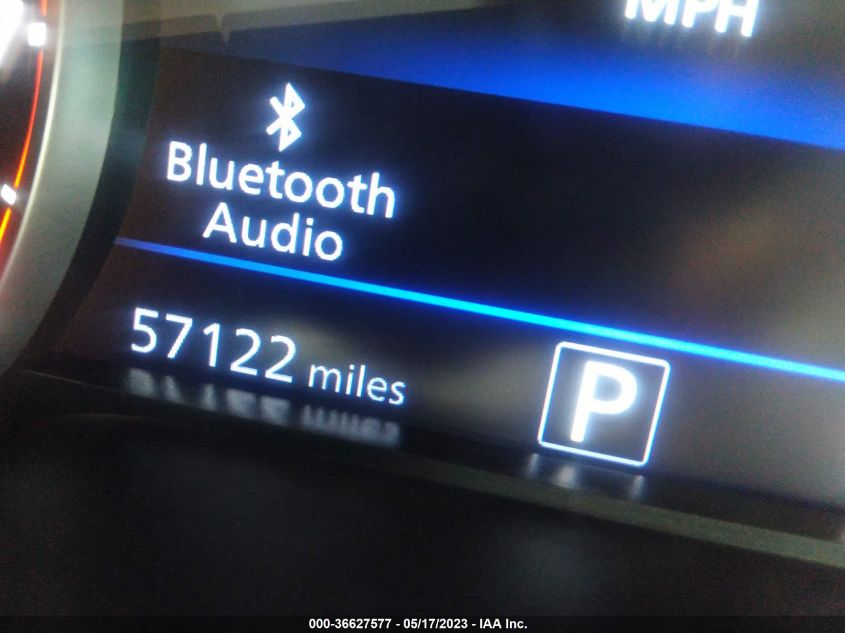 MPH
Bluetooth
Audio
57122 miles
P
000-36627577 - 05/17/2023 - IAA Inc.